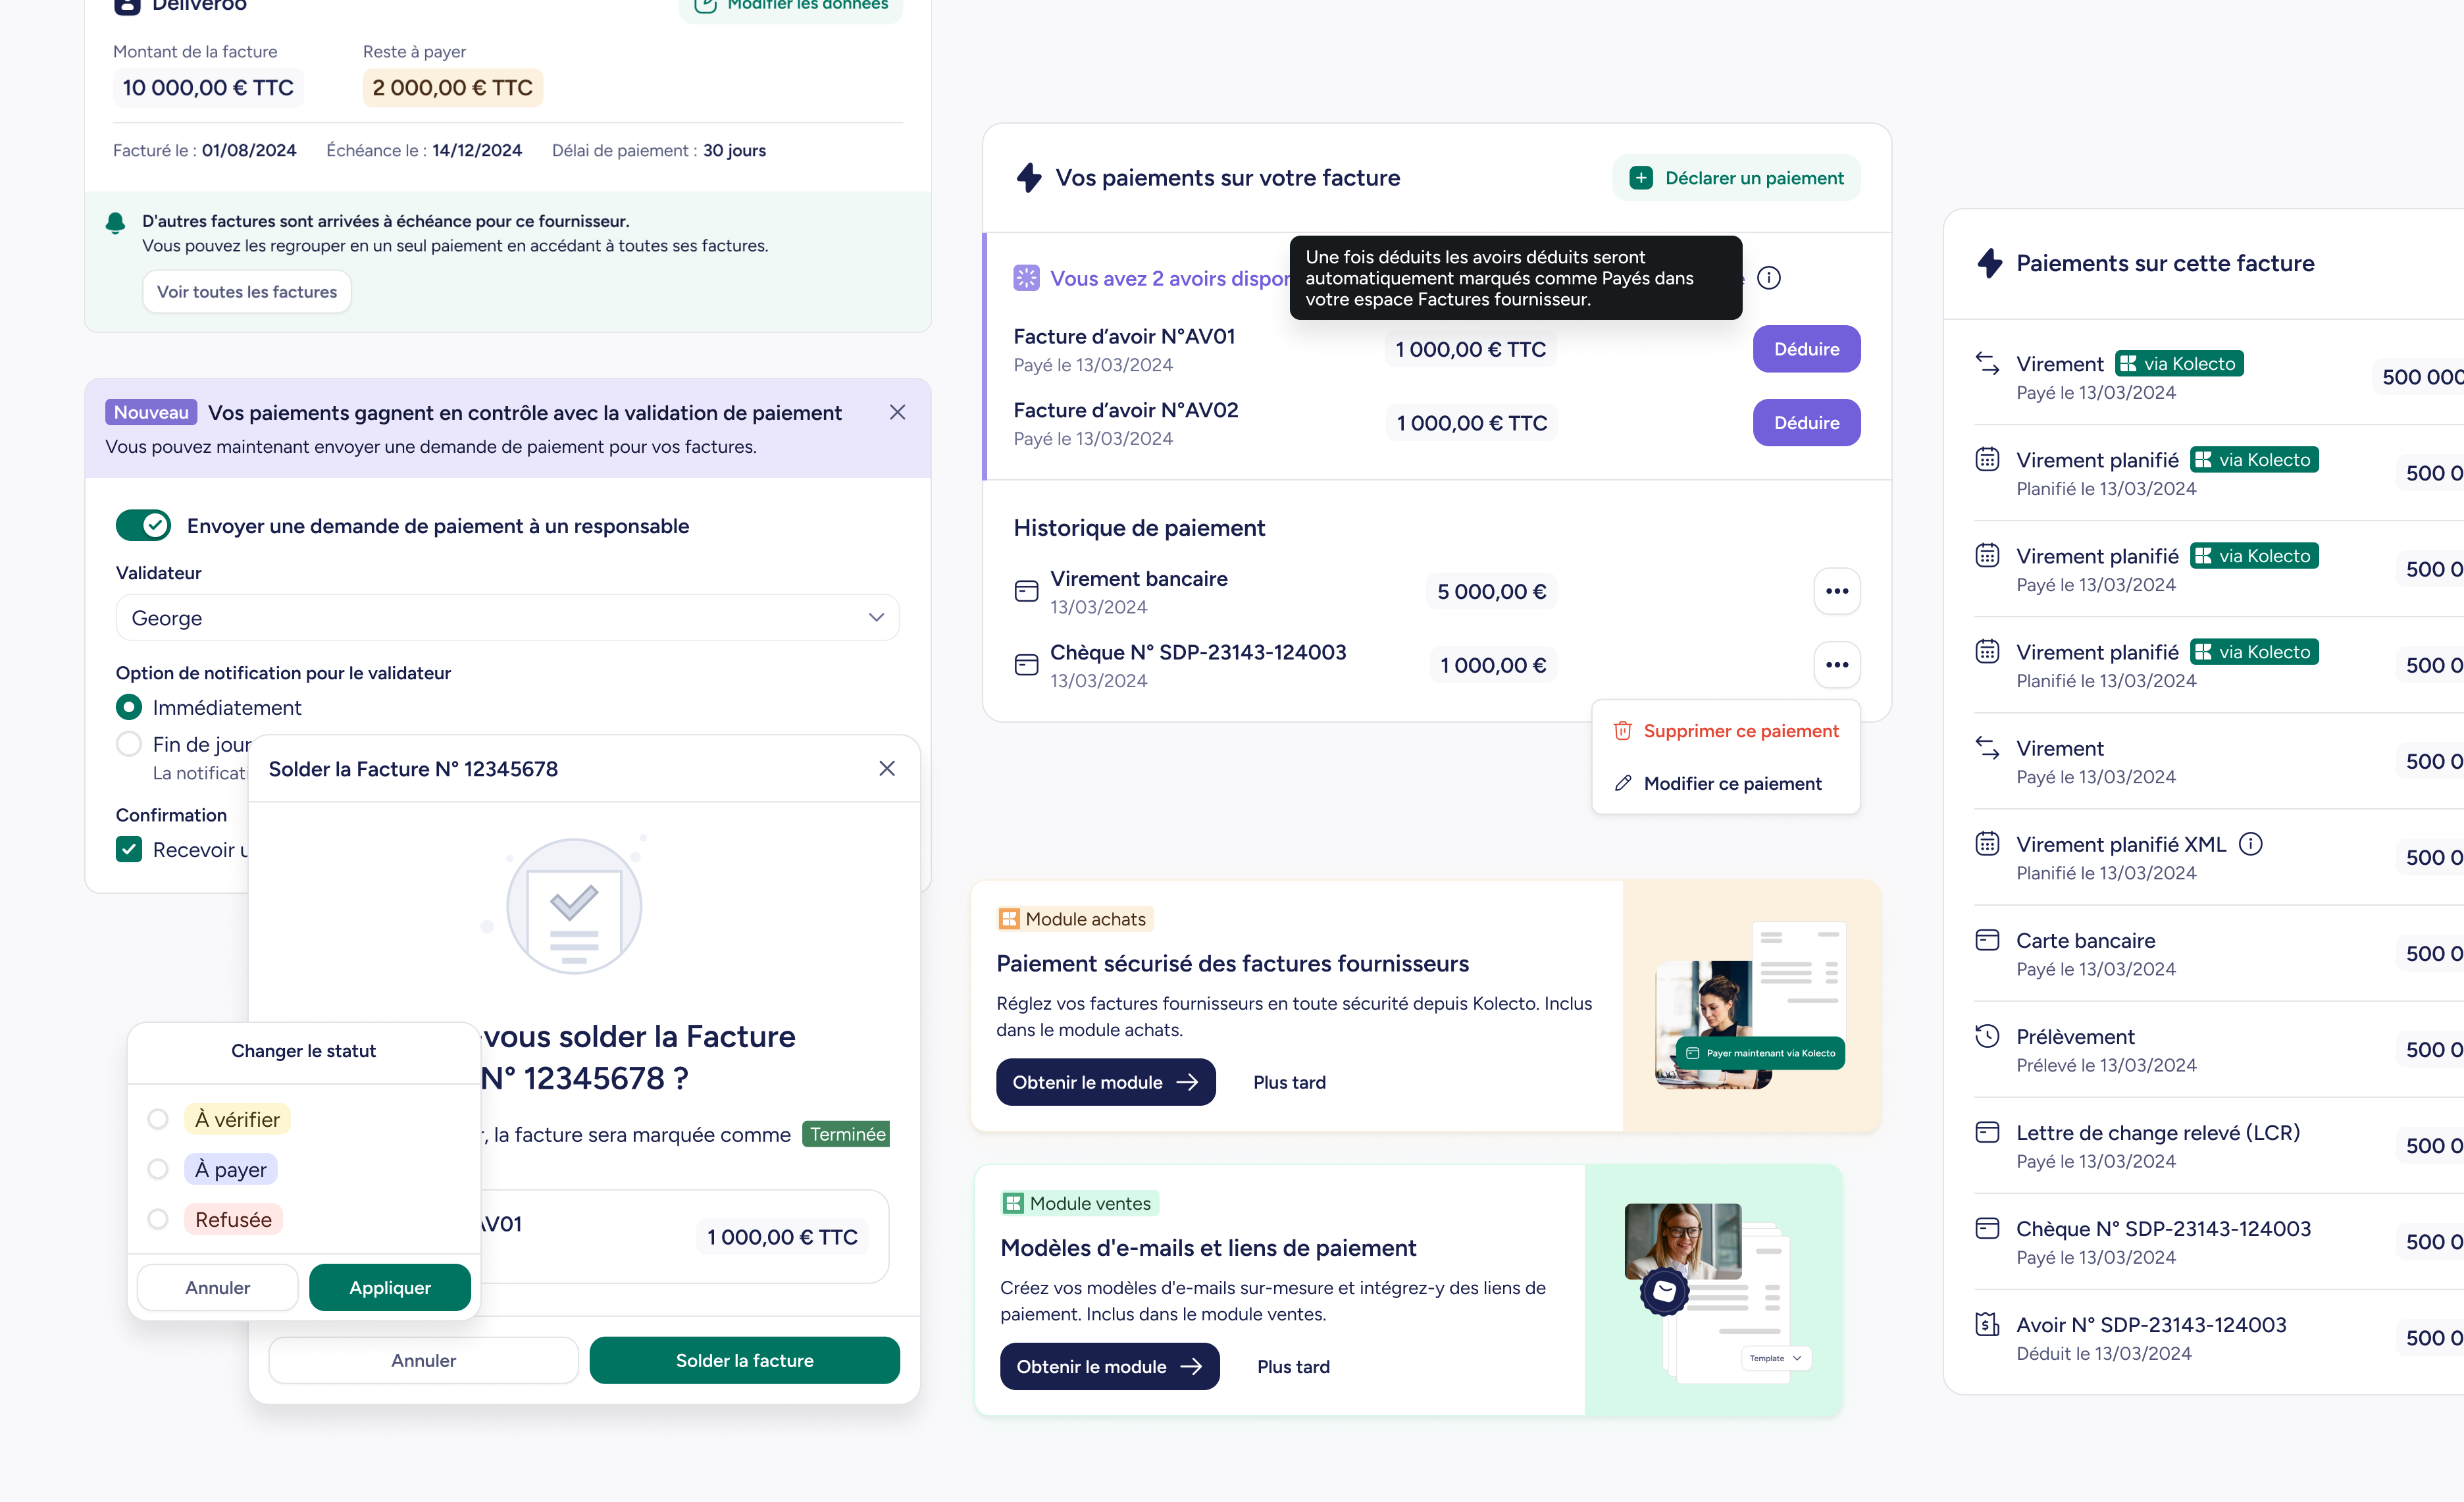 Deliveroo
Modifier les données
Montant de la facture
Reste à payer
10 000,00 € TTC
2 000,00 € TTC
Facturé le : 01/08/2024
Échéance le : 14/12/2024
Délai de paiement : 30 jours
D'autres factures sont arrivées à échéance pour ce fournisseur.
Vous pouvez les regrouper en un seul paiement en accédant à toutes ses factures.
Voir toutes les factures
Nouveau
Vos paiements gagnent en contrôle avec la validation de paiement
Vous pouvez maintenant envoyer une demande de paiement pour vos factures.
Envoyer une demande de paiement à un responsable
Validateur
George
Option de notification pour le validateur
Immédiatement
Fin de jour
La notificati
Confirmation
Recevoir
Solder la Facture N° 12345678
vous solder la Facture
N° 12345678 ?
, la facture sera marquée comme
Terminée
V01
1 000,00 € TTC
Annuler
Solder la facture
Changer le statut
À vérifier
À payer
Refusée
Annuler
Appliquer
Vos paiements sur votre facture
Déclarer un paiement
Vous avez 2 avoirs dispo
Une fois déduits les avoirs déduits seront
automatiquement marqués comme Payés dans
votre espace Factures fournisseur.
Facture d’avoir N°AV01
Payé le 13/03/2024
1 000,00 € TTC
Déduire
Facture d’avoir N°AV02
Payé le 13/03/2024
1 000,00 € TTC
Déduire
Historique de paiement
Virement bancaire
13/03/2024
5 000,00 €
Chèque N° SDP-23143-124003
13/03/2024
1 000,00 €
Supprimer ce paiement
Modifier ce paiement
Module achats
Paiement sécurisé des factures fournisseurs
Réglez vos factures fournisseurs en toute sécurité depuis Kolecto. Inclus
dans le module achats.
Obtenir le module
Plus tard
Payer maintenant via Kolecto
Module ventes
Modèles d'e-mails et liens de paiement
Créez vos modèles d'e-mails sur-mesure et intégrez-y des liens de
paiement. Inclus dans le module ventes.
Obtenir le module
Plus tard
Template
Paiements sur cette facture
Virement
via Kolecto
Payé le 13/03/2024
500 000
Virement planifié
via Kolecto
Planifié le 13/03/2024
500 0
Virement planifié
via Kolecto
Payé le 13/03/2024
500 0
Virement planifié
via Kolecto
Planifié le 13/03/2024
500 0
Virement
Payé le 13/03/2024
500 0
Virement planifié XML
Planifié le 13/03/2024
500 0
Carte bancaire
Payé le 13/03/2024
500 0
Prélèvement
Prélevé le 13/03/2024
500 0
Lettre de change relevé (LCR)
Payé le 13/03/2024
500 0
Chèque N° SDP-23143-124003
Payé le 13/03/2024
500 0
Avoir N° SDP-23143-124003
Déduit le 13/03/2024
500 0